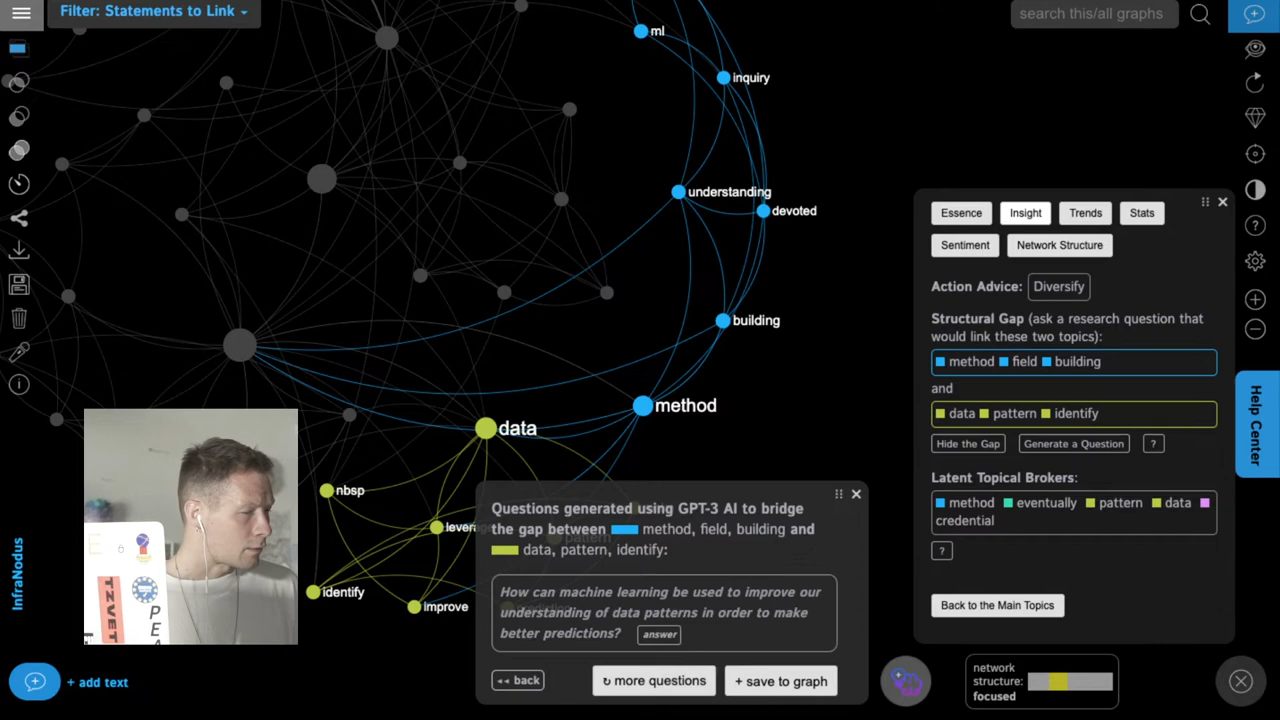 Filter: Statements to Link
search this/all graphs
ml
inquiry
understanding
devoted
building
method
data
nbsp
identify
improve
Essence
Insight
Trends
Stats
Sentiment
Network Structure
Action Advice: Diversify
Structural Gap (ask a research question that
would link these two topics):
method field building
and
data pattern identify
Hide the Gap
Generate a Question
?
Latent Topical Brokers:
method eventually pattern data
credential
?
Back to the Main Topics
Help Center
Questions generated using GPT-3 AI to bridge
the gap between method, field, building and
data, pattern, identify:
How can machine learning be used to improve our
understanding of data patterns in order to make
better predictions? answer
◂◂ back
↻ more questions
+ save to graph
InfraNodus
+ add text
TZVET
PEA
network
structure:
focused